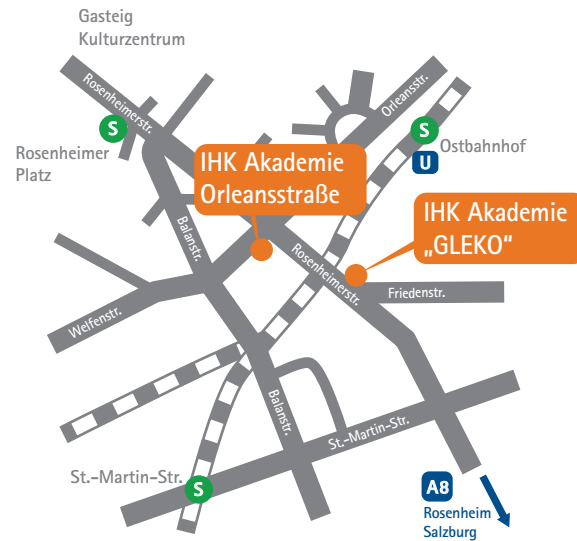 Gasteig
Kulturzentrum
Rosenheimerstr.
Orleansstr.
S
Rosenheimer
Platz
S
Ostbahnhof
U
IHK Akademie
Orleansstraße
IHK Akademie
„GLEKO“
Balanstr.
Rosenheimerstr.
Friedenstr.
Welfenstr.
Balanstr.
St.-Martin-Str.
St.-Martin-Str.
S
A8
Rosenheim
Salzburg